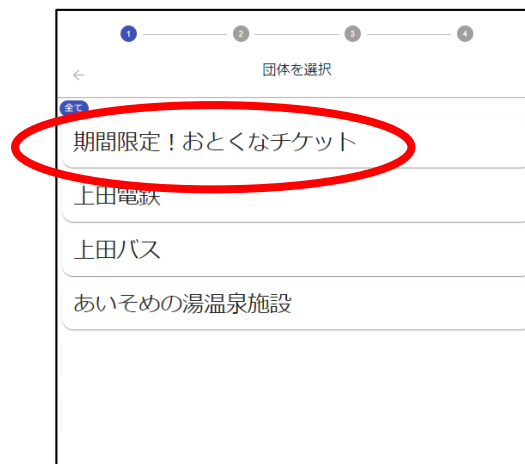 1 2 3 4
← 団体を選択
全て
期間限定！おとくなチケット
上田電鉄
上田バス
あいそめの湯温泉施設